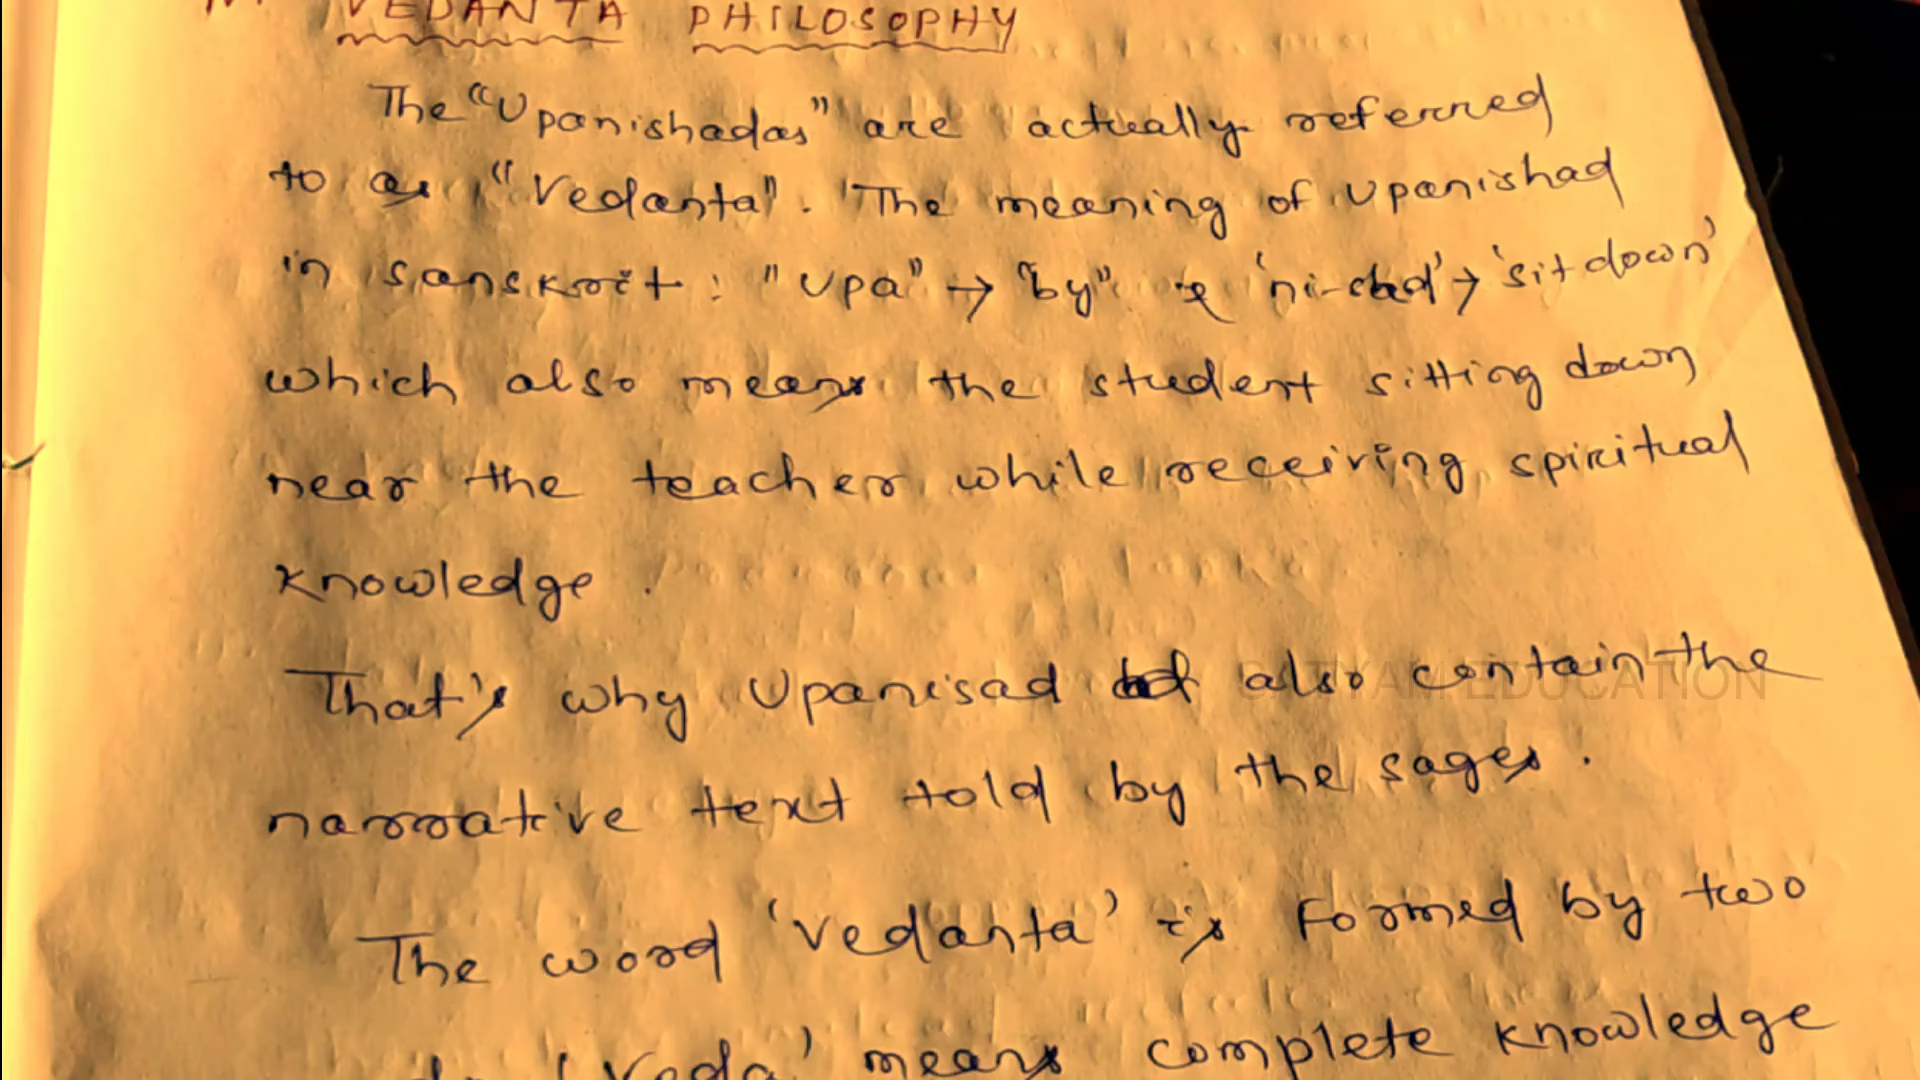 VEDANTA PHILOSOPHY
The "Upanishadas" are actually referred
to as "Vedanta". The meaning of Upanishad
in sanskrit : "Upa" → "by" & 'ni-sad' → 'sit down'
which also means the student sitting down
near the teacher while receiving spiritual
knowledge.
That's why Upanisad also contain the
narrative text told by the sages.
The word 'vedanta' is formed by two
'Veda' means complete knowledge
SATYAM EDUCATION